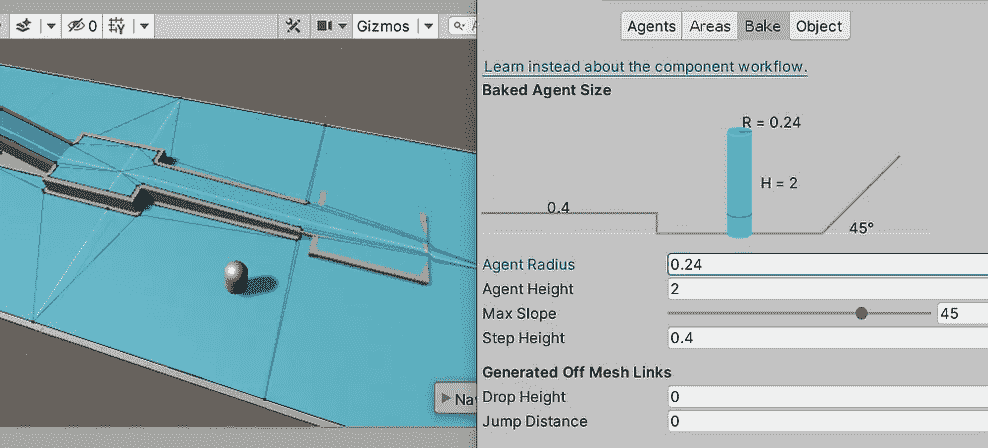 0
Gizmos
Agents Areas Bake Object
Learn instead about the component workflow.
Baked Agent Size
R = 0.24
H = 2
0.4
45°
Agent Radius 0.24
Agent Height 2
Max Slope 45
Step Height 0.4
Generated Off Mesh Links
Drop Height 0
Jump Distance 0